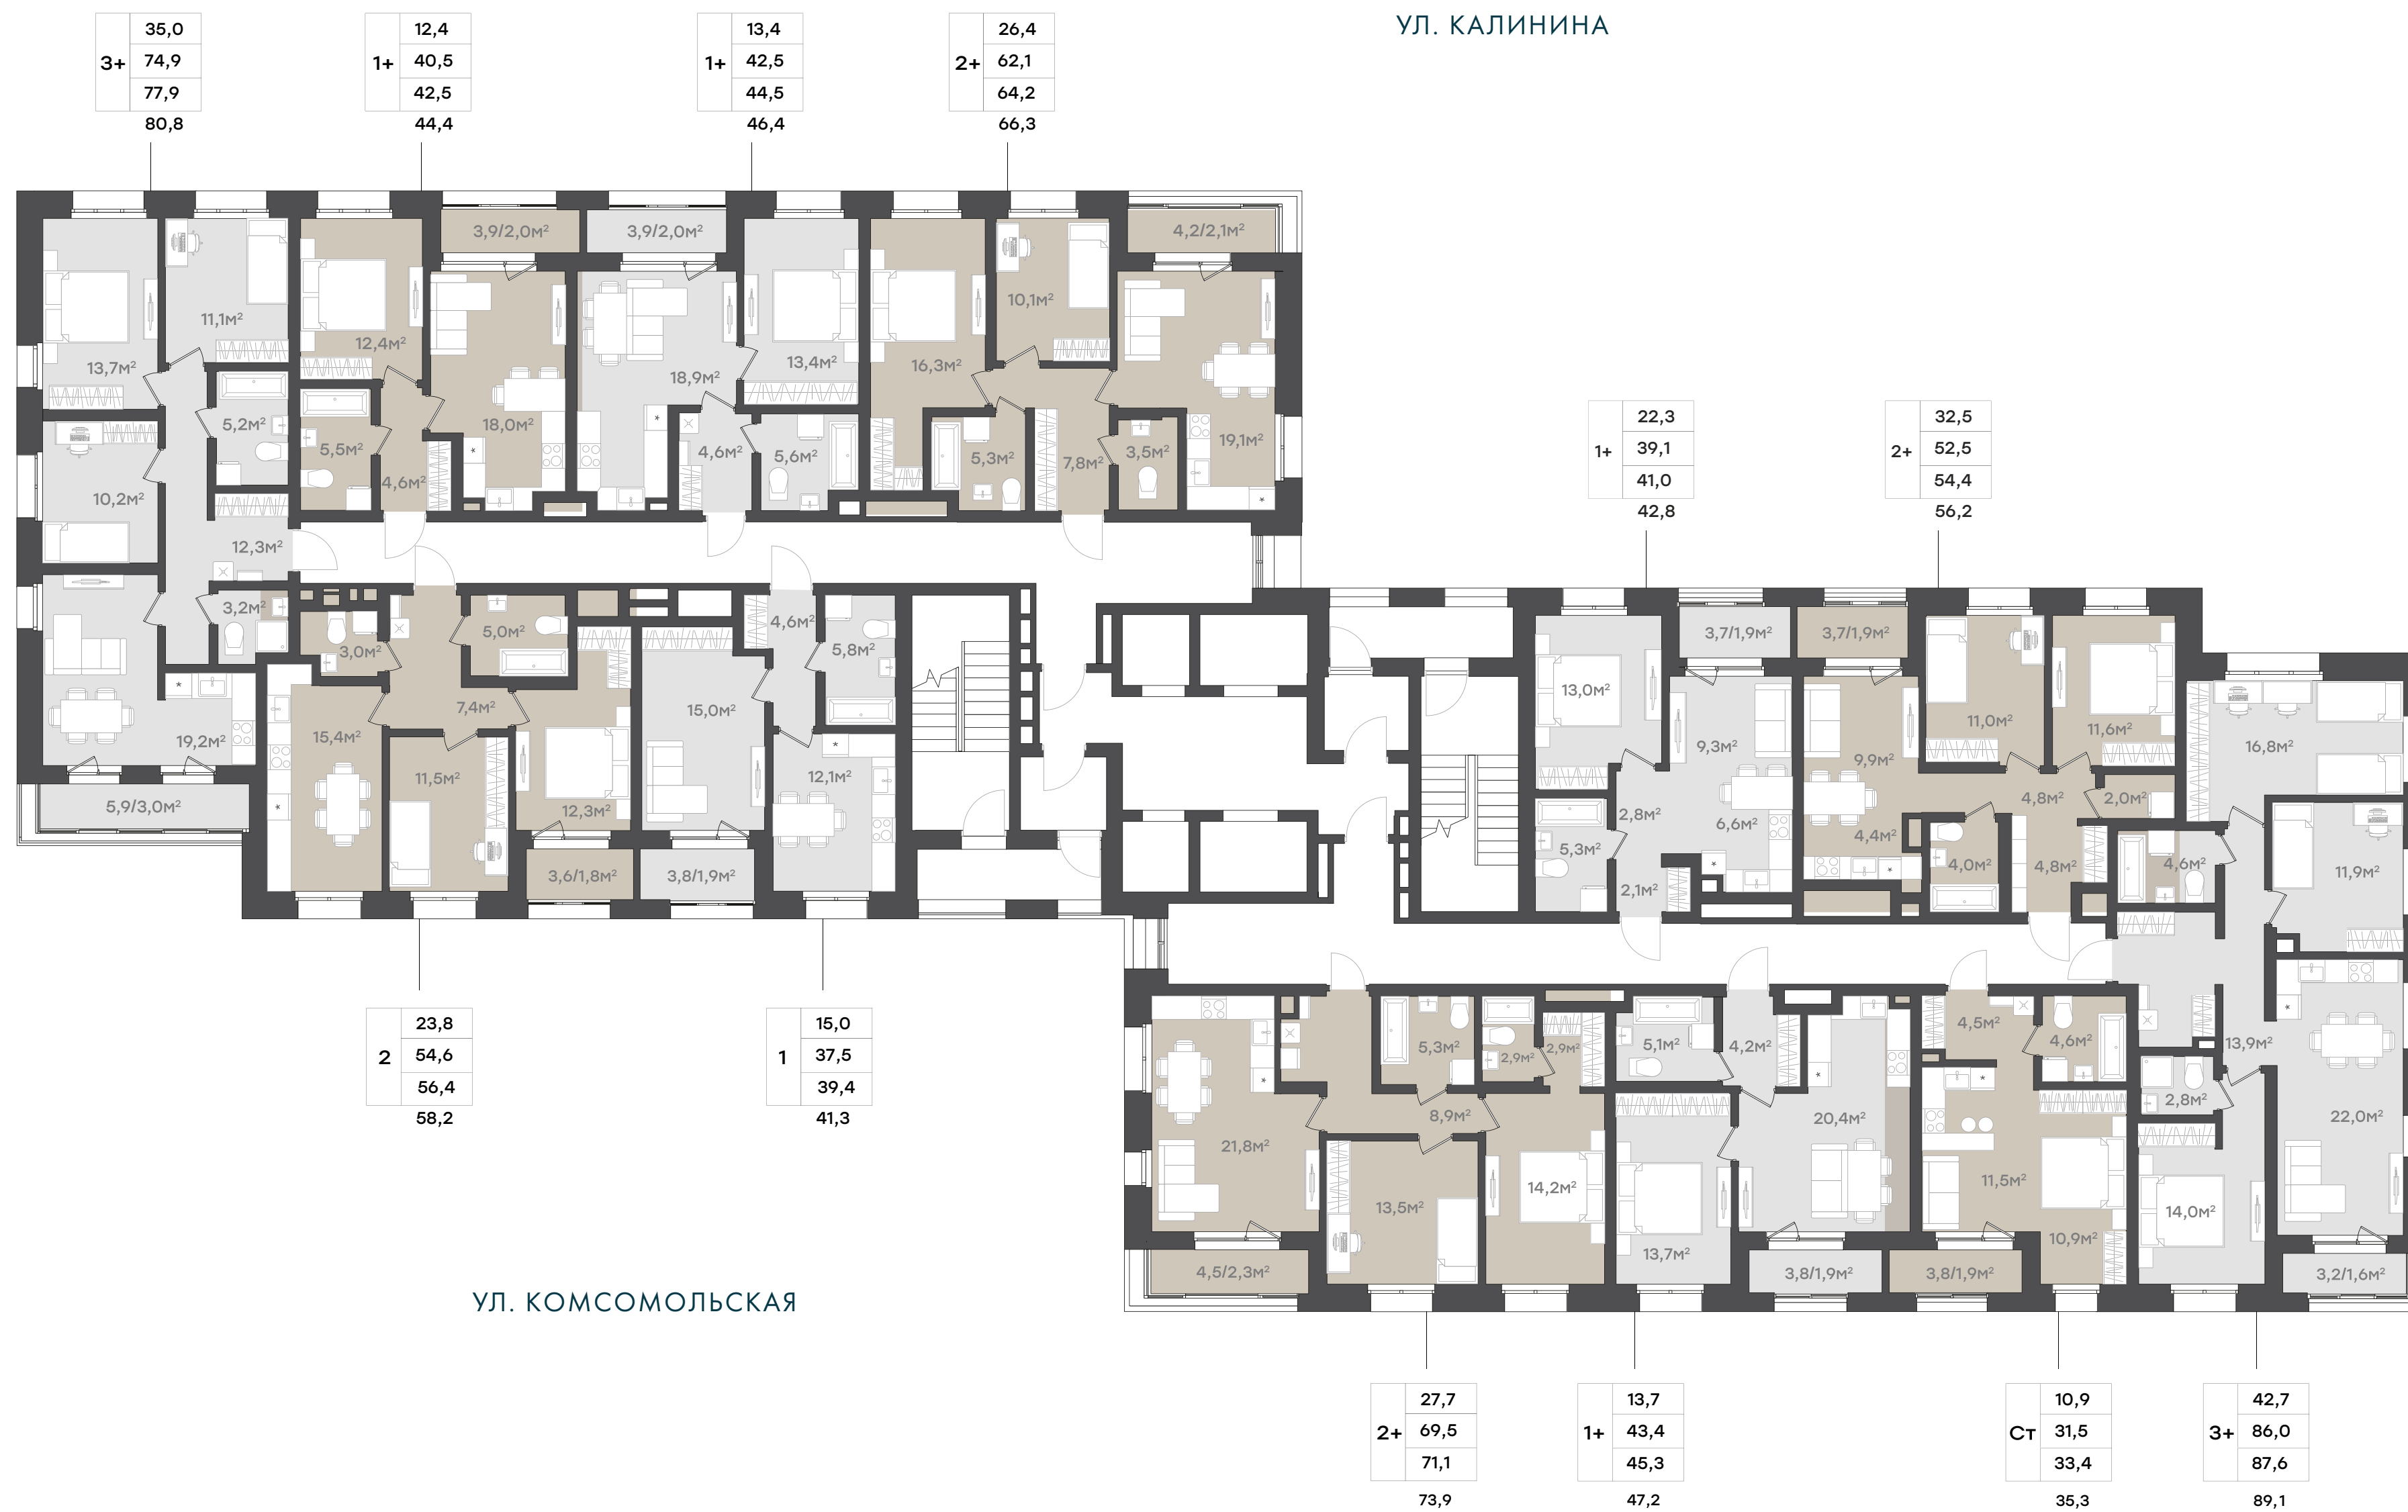 УЛ. КАЛИНИНА
3+
35,0
74,9
77,9
80,8
1+
12,4
40,5
42,5
44,4
1+
13,4
42,5
44,5
46,4
2+
26,4
62,1
64,2
66,3
1+
22,3
39,1
41,0
42,8
2+
32,5
52,5
54,4
56,2
13,7м²
11,1м²
5,2м²
10,2м²
12,3м²
3,2м²
19,2м²
5,9/3,0м²
12,4м²
3,9/2,0м²
18,0м²
5,5м²
4,6м²
3,9/2,0м²
18,9м²
13,4м²
4,6м²
5,6м²
16,3м²
10,1м²
4,2/2,1м²
19,1м²
5,3м²
7,8м²
3,5м²
3,0м²
5,0м²
7,4м²
15,4м²
11,5м²
12,3м²
3,6/1,8м²
15,0м²
4,6м²
5,8м²
12,1м²
3,8/1,9м²
13,0м²
3,7/1,9м²
9,3м²
2,8м²
6,6м²
5,3м²
2,1м²
3,7/1,9м²
9,9м²
4,4м²
11,0м²
11,6м²
4,8м²
2,0м²
4,0м²
4,8м²
16,8м²
4,6м²
11,9м²
13,9м²
2,8м²
22,0м²
14,0м²
3,2/1,6м²
21,8м²
5,3м²
2,9м²
2,9м²
8,9м²
13,5м²
14,2м²
4,5/2,3м²
5,1м²
4,2м²
20,4м²
13,7м²
3,8/1,9м²
4,5м²
4,6м²
11,5м²
10,9м²
3,8/1,9м²
2
23,8
54,6
56,4
58,2
1
15,0
37,5
39,4
41,3
УЛ. КОМСОМОЛЬСКАЯ
2+
27,7
69,5
71,1
73,9
1+
13,7
43,4
45,3
47,2
Ст
10,9
31,5
33,4
35,3
3+
42,7
86,0
87,6
89,1